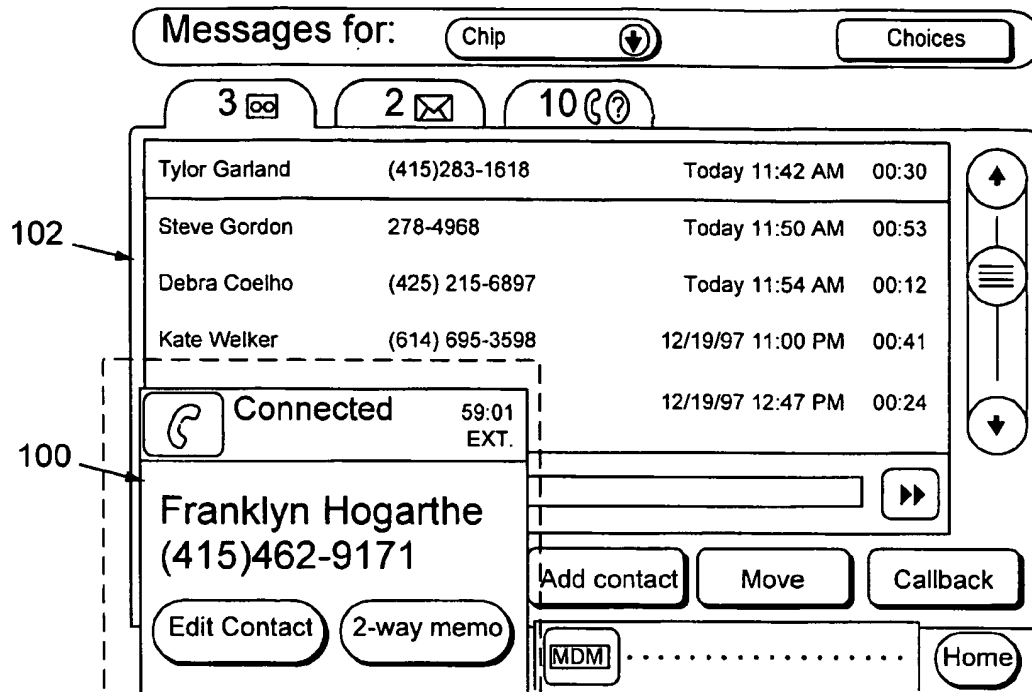 Messages for: Chip Choices
3 2 10 ?
Tylor Garland (415)283-1618 Today 11:42 AM 00:30
102
Steve Gordon 278-4968 Today 11:50 AM 00:53
Debra Coelho (425) 215-6897 Today 11:54 AM 00:12
Kate Welker (614) 695-3598 12/19/97 11:00 PM 00:41
12/19/97 12:47 PM 00:24
Connected 59:01
EXT.
100
Franklyn Hogarthe
(415)462-9171
Add contact Move Callback
Edit Contact 2-way memo
MDM Home